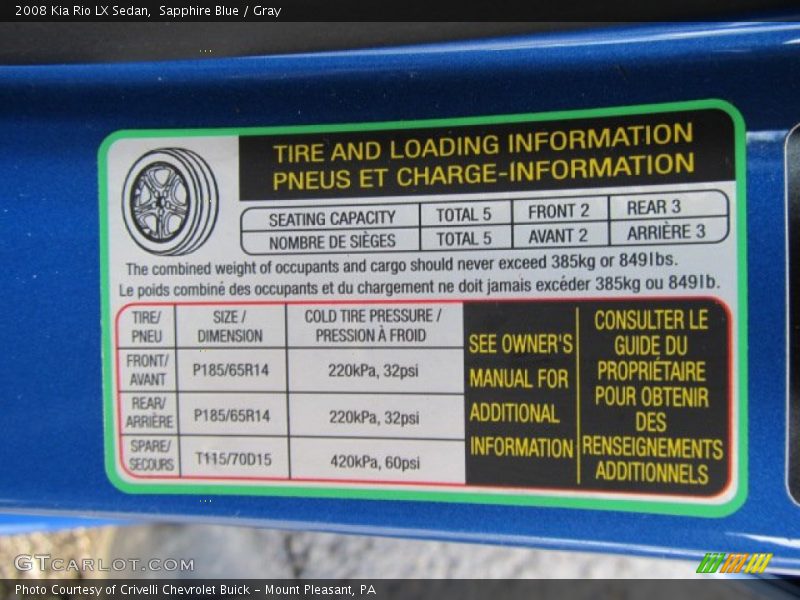 2008 Kia Rio LX Sedan,  Sapphire Blue / Gray
TIRE AND LOADING INFORMATION
PNEUS ET CHARGE-INFORMATION
SEATING CAPACITY TOTAL 5 FRONT 2 REAR 3
NOMBRE DE SIÈGES TOTAL 5 AVANT 2 ARRIÈRE 3
The combined weight of occupants and cargo should never exceed 385kg or 849lbs.
Le poids combiné des occupants et du chargement ne doit jamais excéder 385kg ou 849lb.
TIRE/
PNEU
SIZE /
DIMENSION
COLD TIRE PRESSURE /
PRESSION À FROID
FRONT/
AVANT
P185/65R14
220kPa, 32psi
REAR/
ARRIÈRE
P185/65R14
220kPa, 32psi
SPARE/
SECOURS
T115/70D15
420kPa, 60psi
SEE OWNER'S
MANUAL FOR
ADDITIONAL
INFORMATION
CONSULTER LE
GUIDE DU
PROPRIÉTAIRE
POUR OBTENIR
DES
RENSEIGNEMENTS
ADDITIONNELS
GTCARLOT.COM
Photo Courtesy of Crivelli Chevrolet Buick - Mount Pleasant, PA